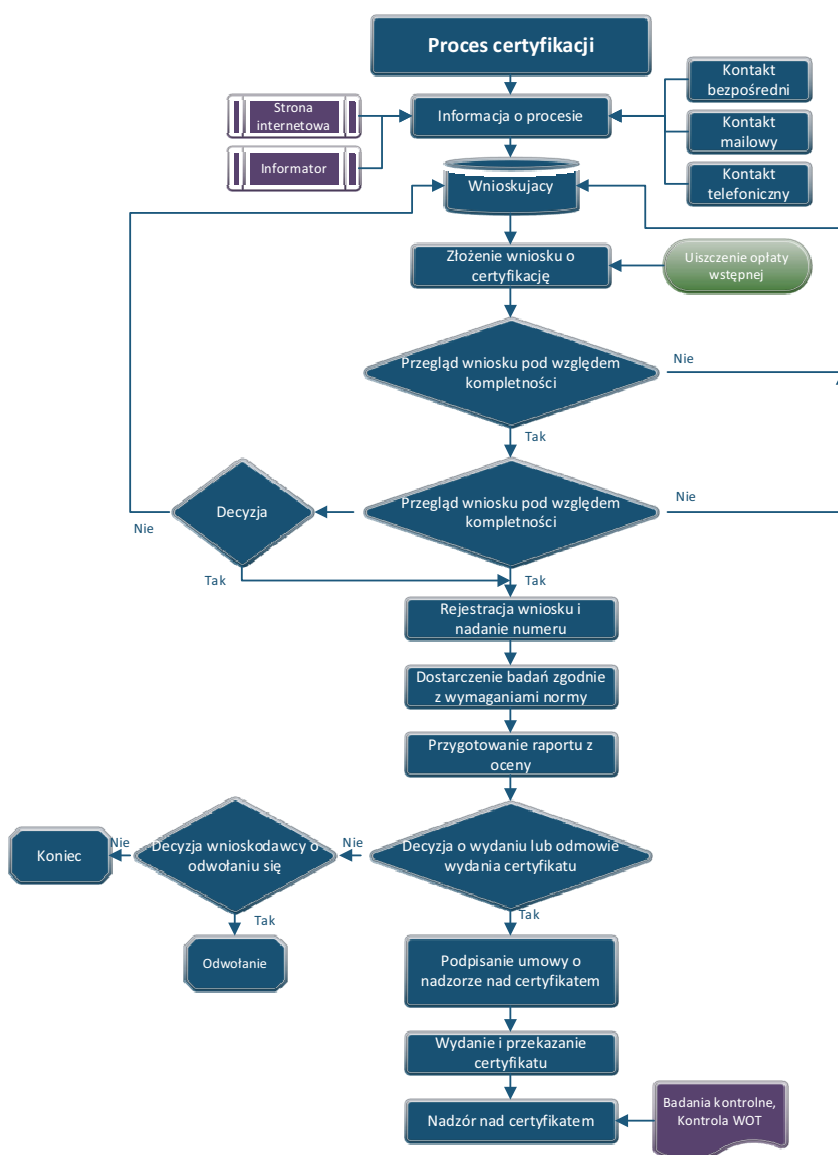 Proces certyfikacji
Strona
internetowa
Informacja o procesie
Kontakt
bezpośredni
Kontakt
mailowy
Informator
Kontakt
telefoniczny
Wnioskujacy
Złożenie wniosku o
certyfikację
Uiszczenie opłaty
wstępnej
Przegląd wniosku pod względem
kompletności
Nie
Tak
Decyzja
Nie
Przegląd wniosku pod względem
kompletności
Nie
Tak
Tak
Rejestracja wniosku i
nadanie numeru
Dostarczenie badań zgodnie
z wymaganiami normy
Przygotowanie raportu z
oceny
Koniec
Nie
Decyzja wnioskodawcy o
odwołaniu się
Nie
Decyzja o wydaniu lub odmowie
wydania certyfikatu
Tak
Tak
Odwołanie
Podpisanie umowy o
nadzorze nad certyfikatem
Wydanie i przekazanie
certyfikatu
Nadzór nad certyfikatem
Badania kontrolne,
Kontrola WOT